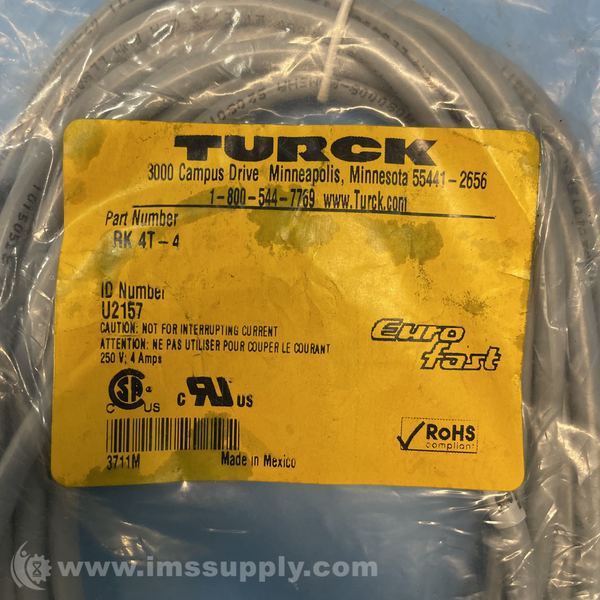 TURCK
3000 Campus Drive Minneapolis, Minnesota 55441-2656
1-800-544-7769 www.Turck.com
Part Number
RK 4T-4
ID Number
U2157
CAUTION: NOT FOR INTERRUPTING CURRENT
ATTENTION: NE PAS UTILISER POUR COUPER LE COURANT
250 V; 4 Amps
Euro
fast
C SA US
C RU US
RoHS
compliant
3711M
Made in Mexico
www.imssupply.com